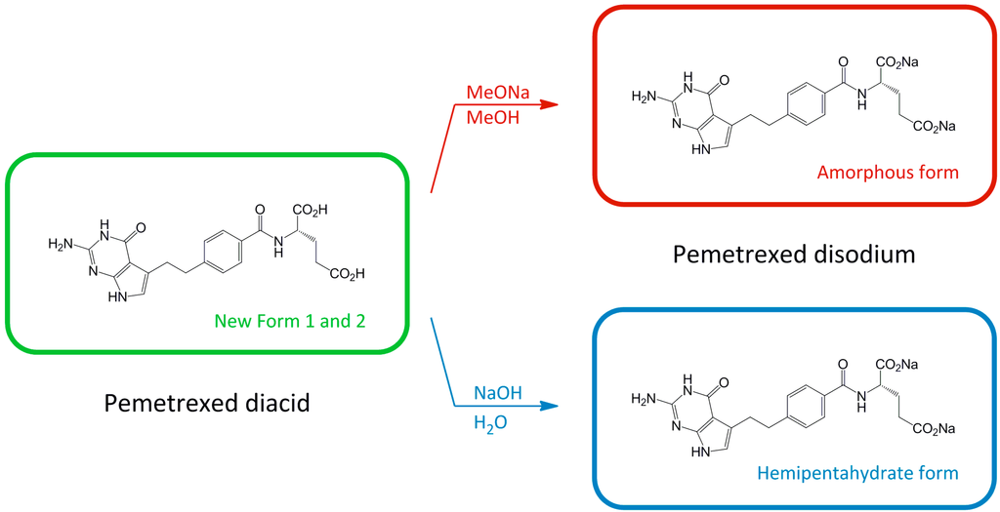 H
N
O
H₂N
N
HN
O
N
H
CO₂H
CO₂H
New Form 1 and 2
Pemetrexed diacid
MeONa
MeOH
NaOH
H₂O
H
N
O
H₂N
N
HN
O
N
H
CO₂Na
CO₂Na
Amorphous form
Pemetrexed disodium
H
N
O
H₂N
N
HN
O
N
H
CO₂Na
CO₂Na
Hemipentahydrate form